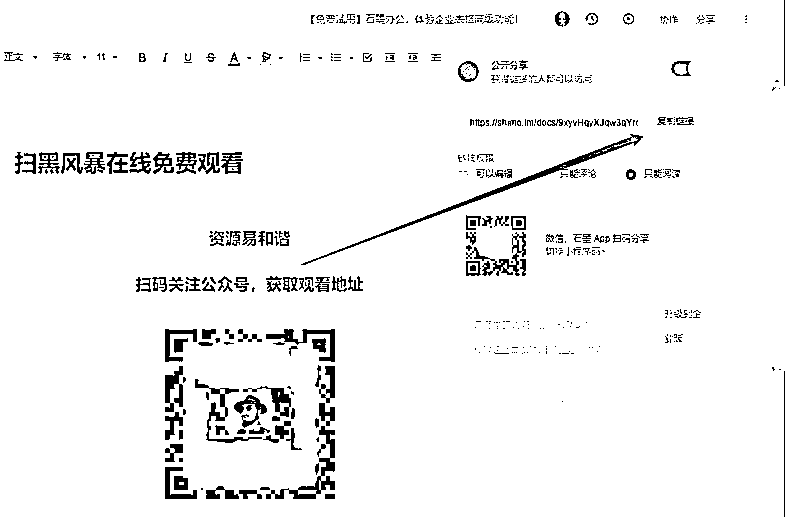 【免费试用】石墨办公，体验企业表格高级功能！
协作 分享
正文 字体 11 B I U S A
公开分享
获得链接的人都可以访问
https://shimo.im/docs/9xyvHqyXJqw3qYr
复制链接
扫黑风暴在线免费观看
链接权限
可以编辑 只能评论 只能阅读
资源易和谐
微信、石墨 App 扫码分享
扫码关注公众号，获取观看地址